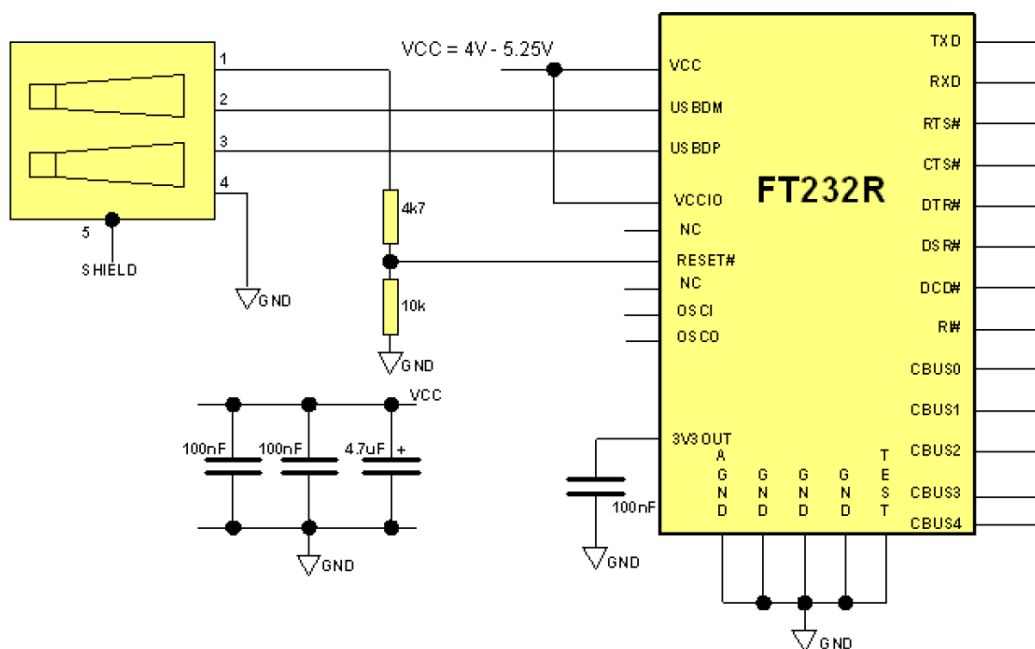 1
2
3
4
5
SHIELD
GND
VCC = 4V - 5.25V
4k7
10k
GND
VCC
100nF
100nF
4.7uF +
GND
FT232R
VCC
USBDM
USBDP
VCCIO
NC
RESET#
NC
OSCI
OSCO
3V3OUT
100nF
GND
AGND
GND
GND
GND
TEST
GND
TXD
RXD
RTS#
CTS#
DTR#
DSR#
DCD#
RI#
CBUS0
CBUS1
CBUS2
CBUS3
CBUS4